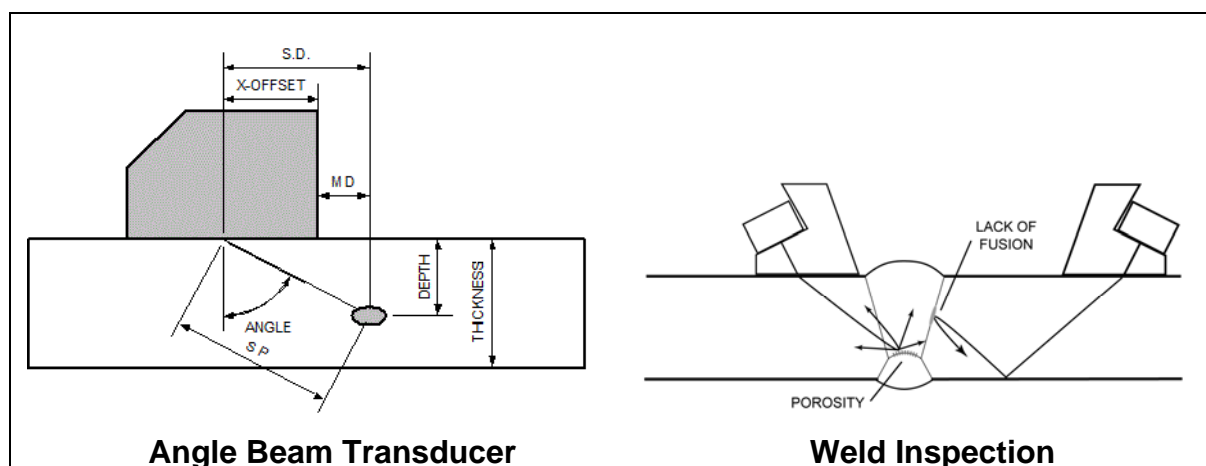 S.D.
X-OFFSET
M D
DEPTH
THICKNESS
ANGLE
S P
Angle Beam Transducer
LACK OF
FUSION
POROSITY
Weld Inspection